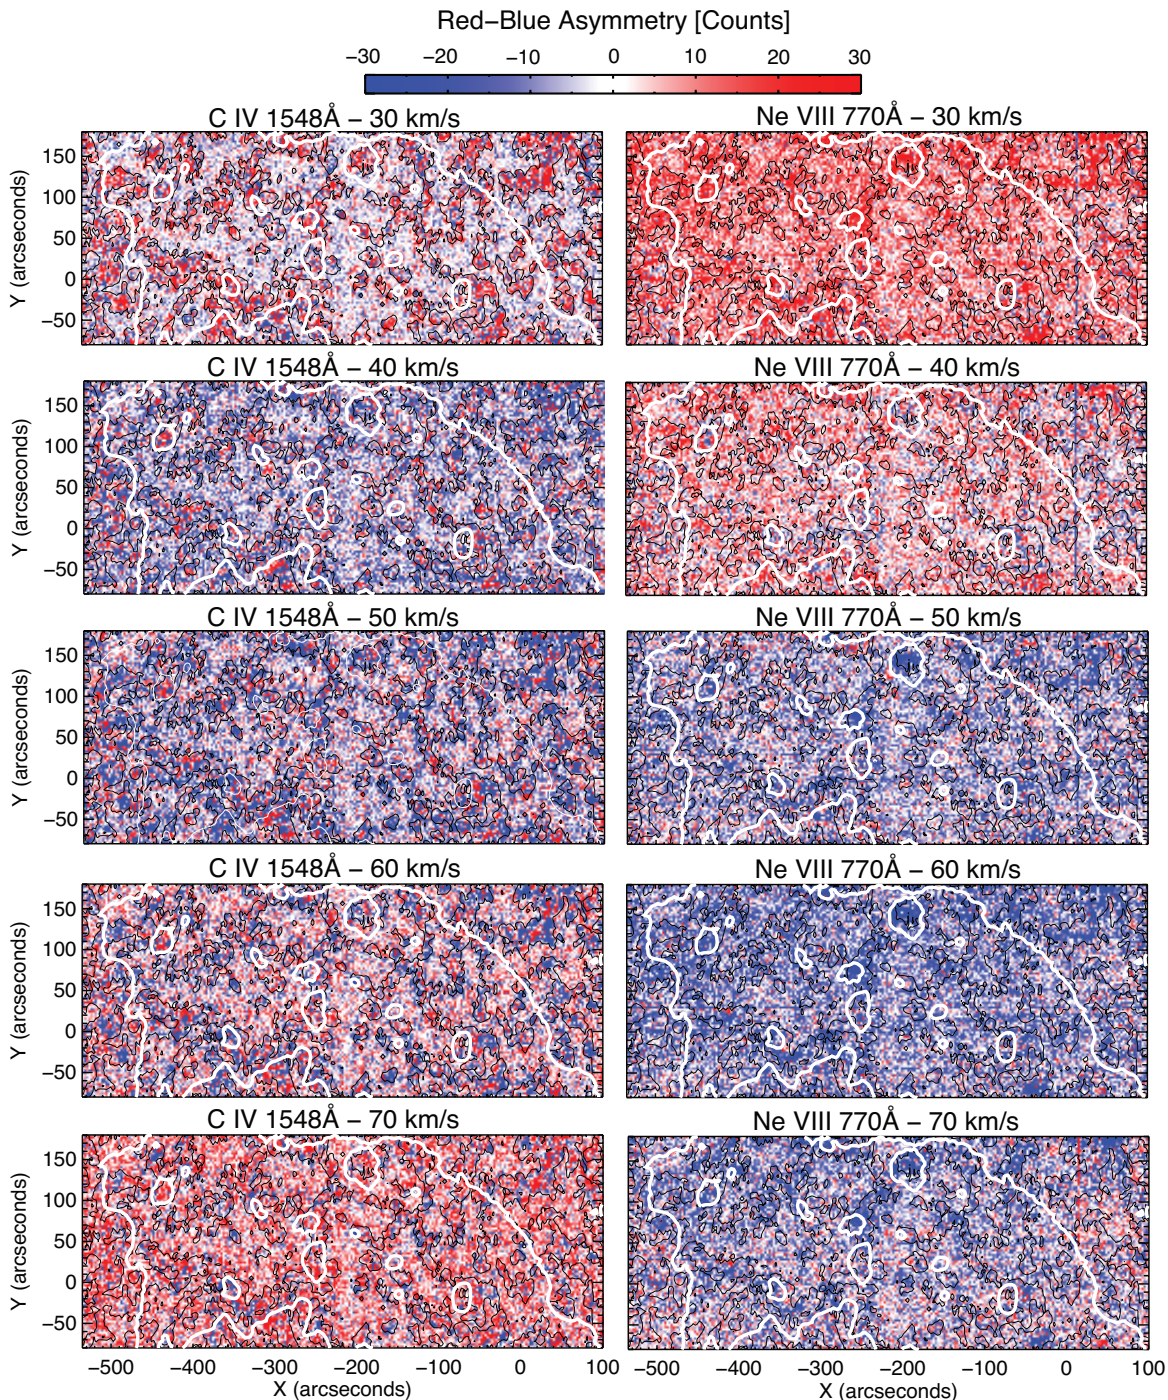 Red−Blue Asymmetry [Counts]
−30 −20 −10 0 10 20 30
C IV 1548Å − 30 km/s
Ne VIII 770Å − 30 km/s
Y (arcseconds)
150
100
50
0
−50
C IV 1548Å − 40 km/s
Ne VIII 770Å − 40 km/s
Y (arcseconds)
150
100
50
0
−50
C IV 1548Å − 50 km/s
Ne VIII 770Å − 50 km/s
Y (arcseconds)
150
100
50
0
−50
C IV 1548Å − 60 km/s
Ne VIII 770Å − 60 km/s
Y (arcseconds)
150
100
50
0
−50
C IV 1548Å − 70 km/s
Ne VIII 770Å − 70 km/s
Y (arcseconds)
150
100
50
0
−50
−500 −400 −300 −200 −100 0 100
−500 −400 −300 −200 −100 0 100
X (arcseconds)
X (arcseconds)